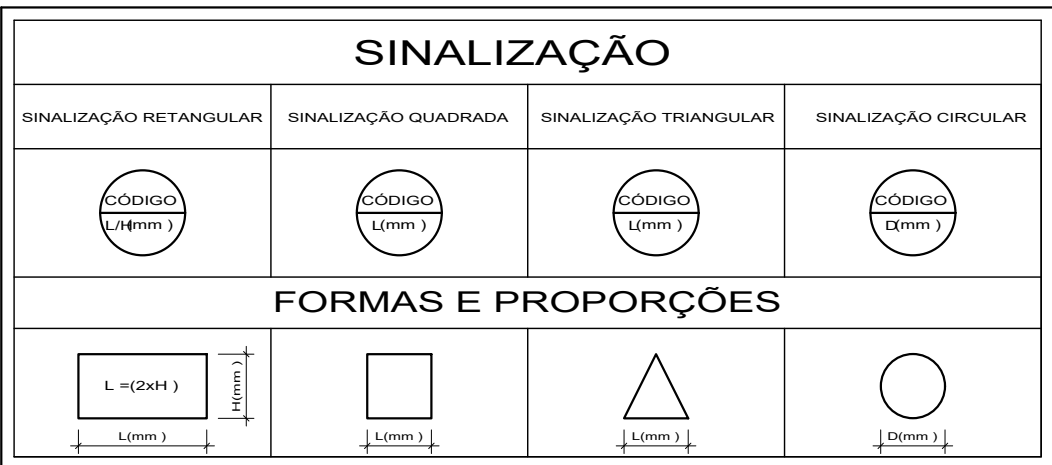 SINALIZAÇÃO
SINALIZAÇÃO RETANGULAR
SINALIZAÇÃO QUADRADA
SINALIZAÇÃO TRIANGULAR
SINALIZAÇÃO CIRCULAR
CÓDIGO
L/H(mm )
CÓDIGO
L(mm )
CÓDIGO
L(mm )
CÓDIGO
D(mm )
FORMAS E PROPORÇÕES
L =(2xH )
H(mm )
L(mm )
L(mm )
L(mm )
D(mm )